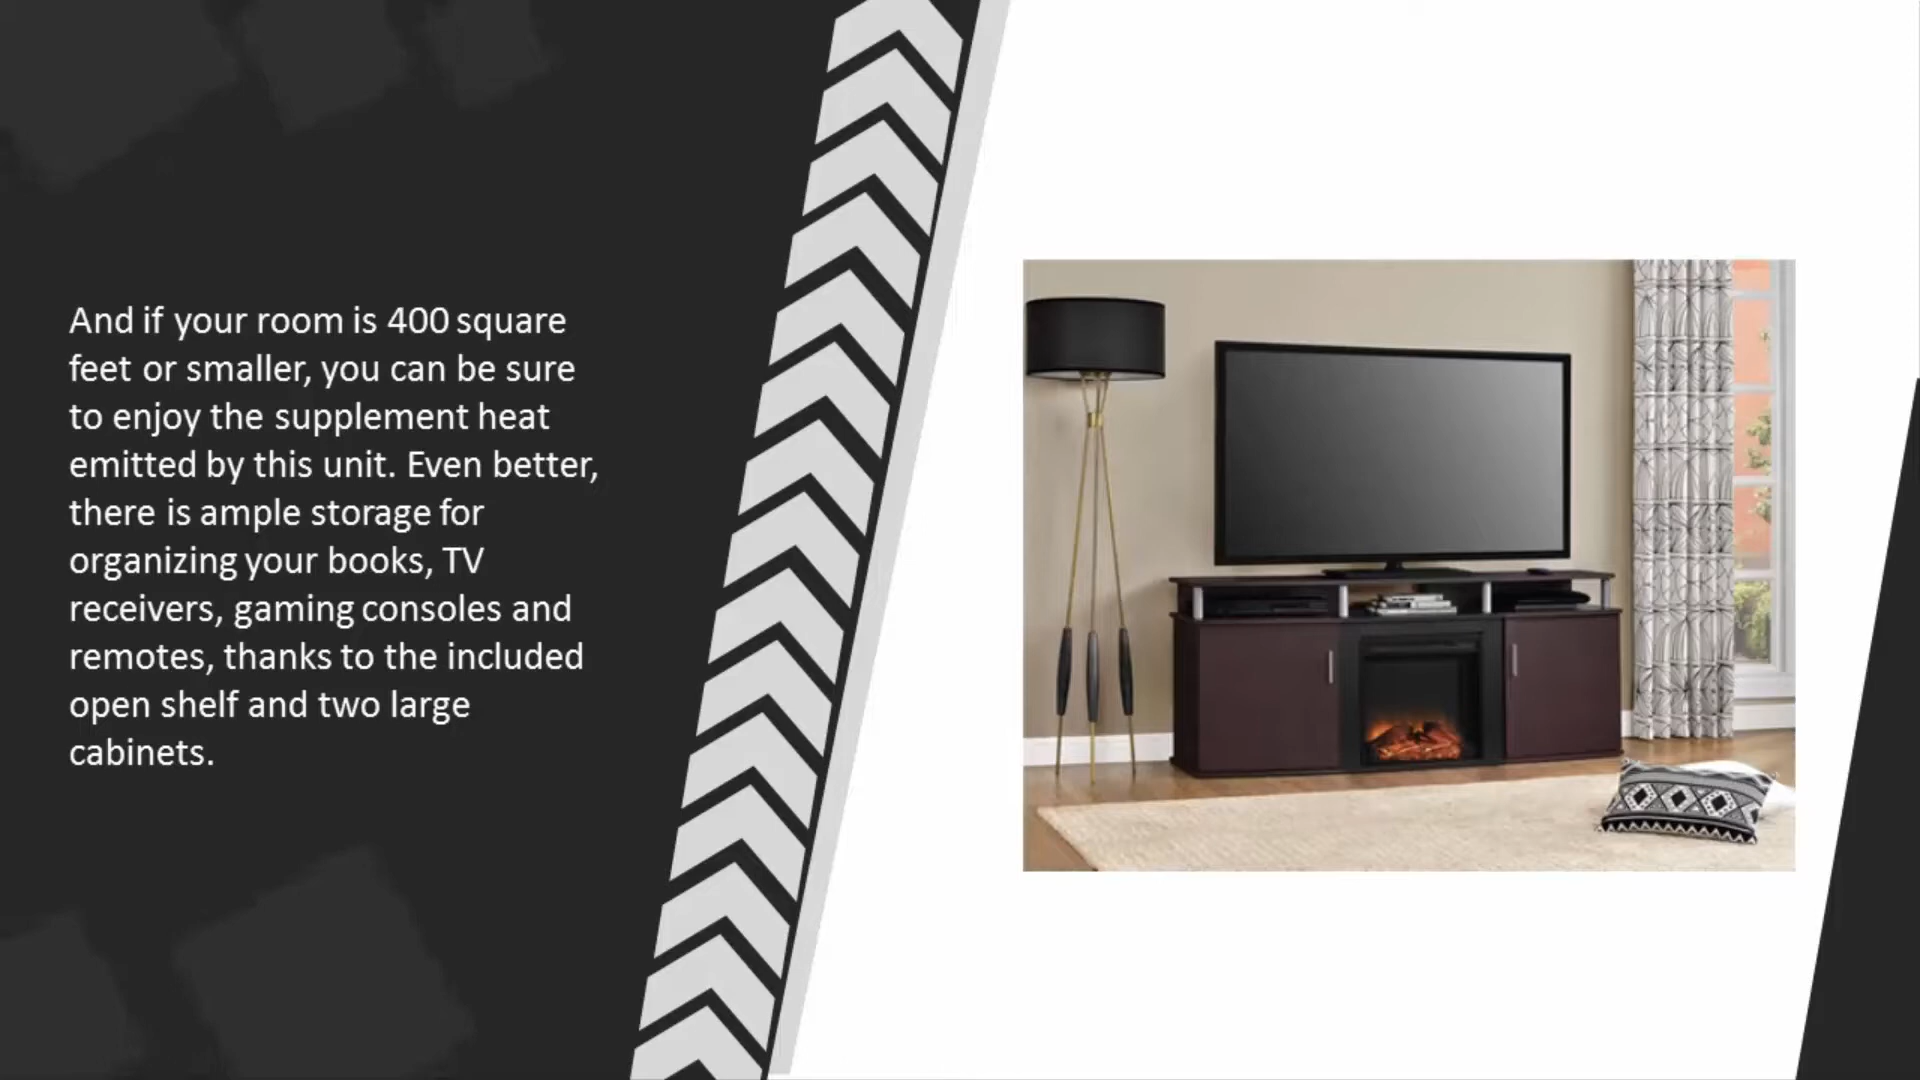 And if your room is 400 square
feet or smaller, you can be sure
to enjoy the supplement heat
emitted by this unit. Even better,
there is ample storage for
organizing your books, TV
receivers, gaming consoles and
remotes, thanks to the included
open shelf and two large
cabinets.